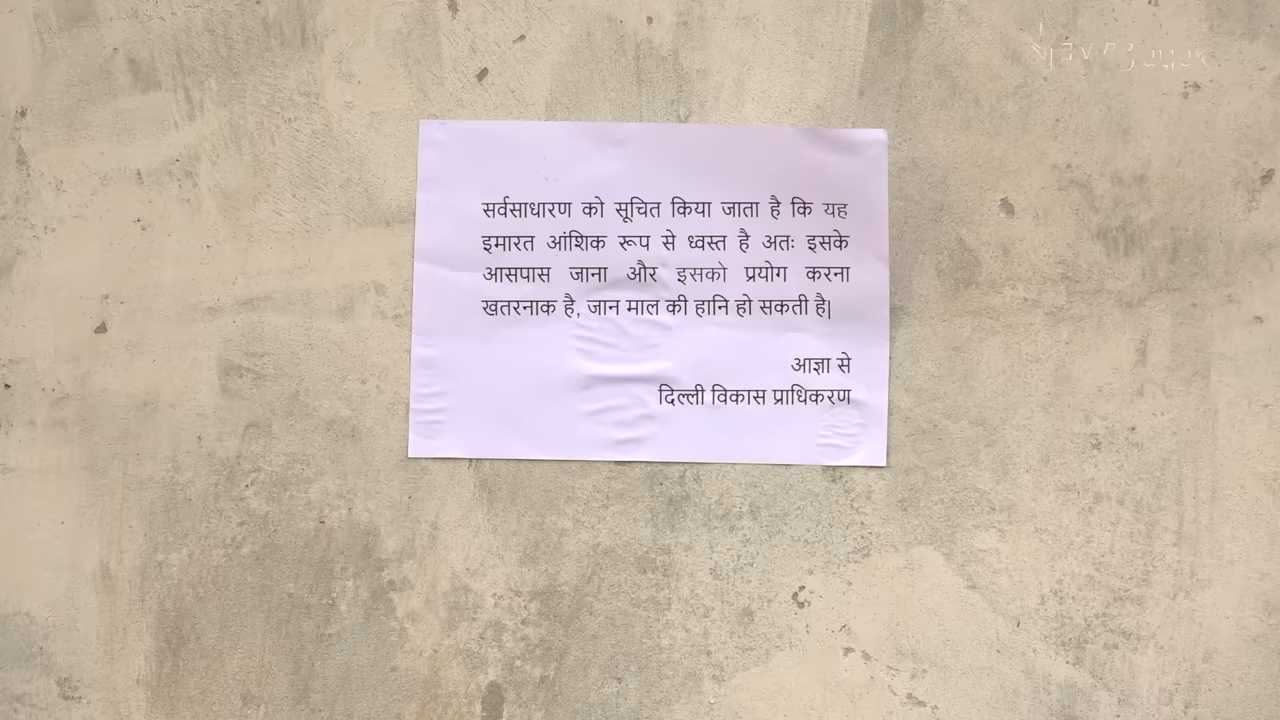 सर्वसाधारण को सूचित किया जाता है कि यह
इमारत आंशिक रूप से ध्वस्त है अतः इसके
आसपास जाना और इसको प्रयोग करना
खतरनाक है, जान माल की हानि हो सकती है|
आज्ञा से
दिल्ली विकास प्राधिकरण